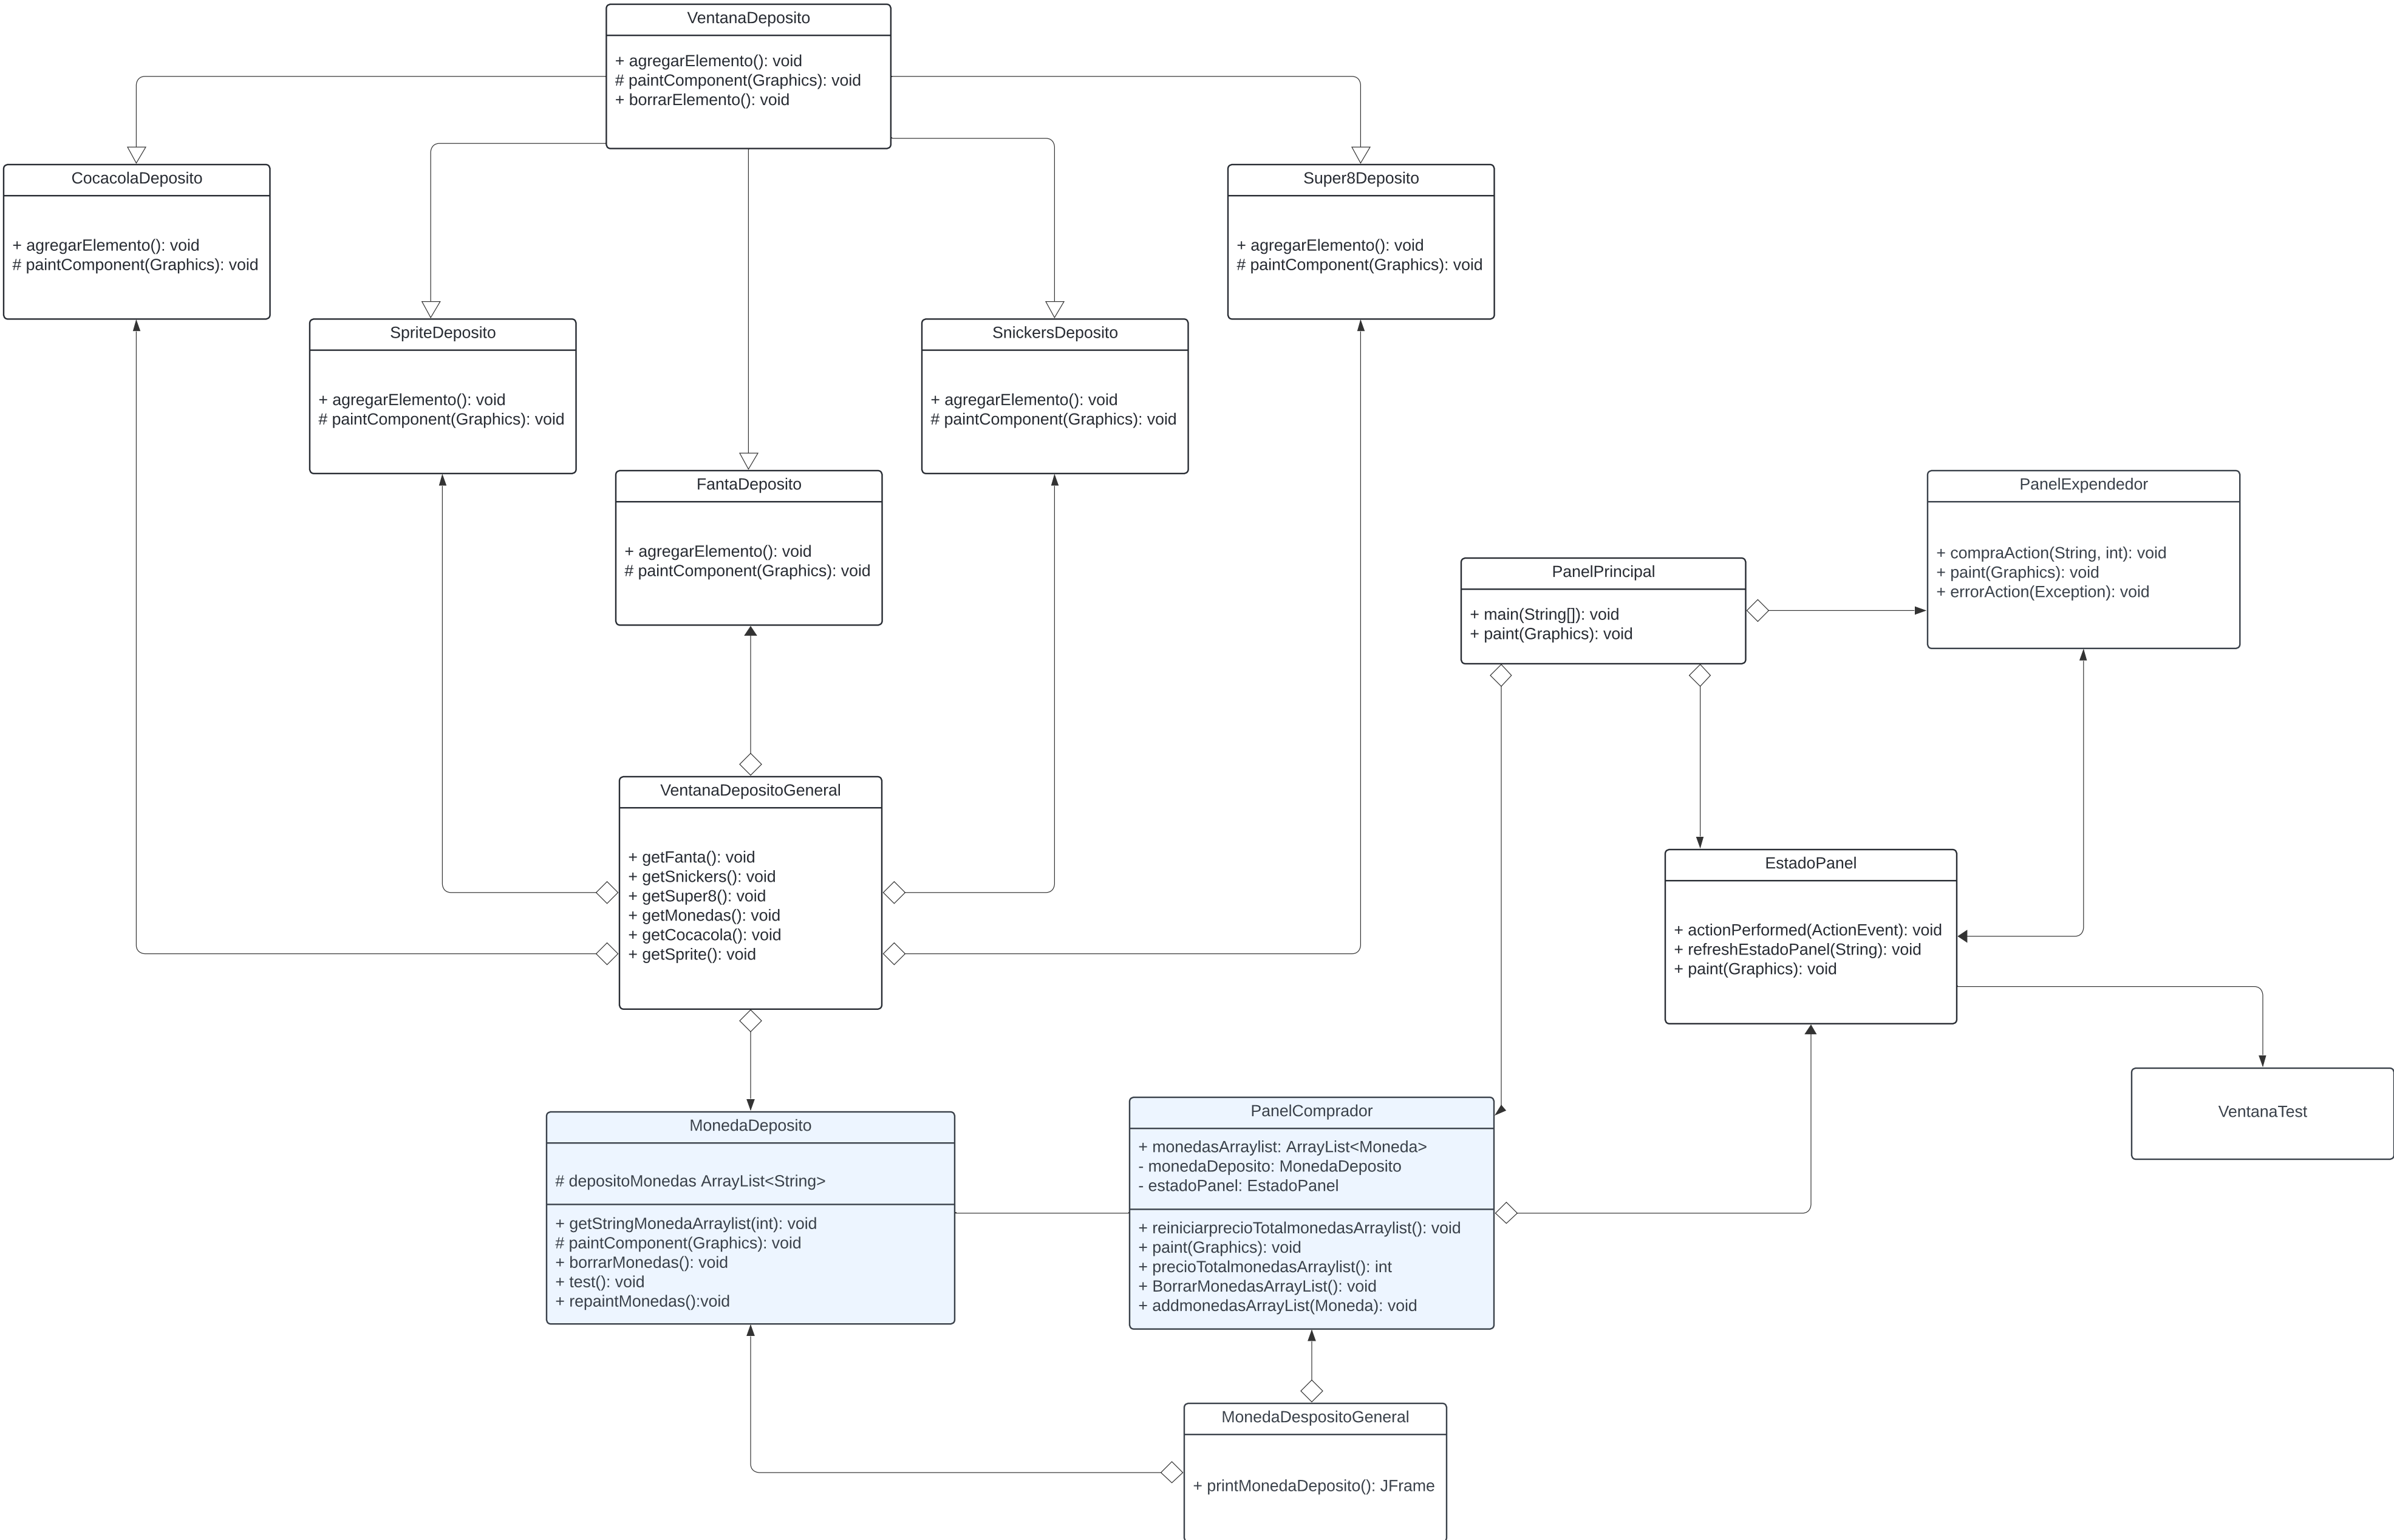 VentanaDeposito
+ agregarElemento(): void
# paintComponent(Graphics): void
+ borrarElemento(): void
CocacolaDeposito
+ agregarElemento(): void
# paintComponent(Graphics): void
Super8Deposito
+ agregarElemento(): void
# paintComponent(Graphics): void
SpriteDeposito
+ agregarElemento(): void
# paintComponent(Graphics): void
SnickersDeposito
+ agregarElemento(): void
# paintComponent(Graphics): void
FantaDeposito
+ agregarElemento(): void
# paintComponent(Graphics): void
PanelExpendedor
+ compraAction(String, int): void
+ paint(Graphics): void
+ errorAction(Exception): void
PanelPrincipal
+ main(String[]): void
+ paint(Graphics): void
VentanaDepositoGeneral
+ getFanta(): void
+ getSnickers(): void
+ getSuper8(): void
+ getMonedas(): void
+ getCocacola(): void
+ getSprite(): void
EstadoPanel
+ actionPerformed(ActionEvent): void
+ refreshEstadoPanel(String): void
+ paint(Graphics): void
VentanaTest
MonedaDeposito
# depositoMonedas ArrayList<String>
+ getStringMonedaArraylist(int): void
# paintComponent(Graphics): void
+ borrarMonedas(): void
+ test(): void
+ repaintMonedas():void
PanelComprador
+ monedasArraylist: ArrayList<Moneda>
- monedaDeposito: MonedaDeposito
- estadoPanel: EstadoPanel
+ reiniciarprecioTotalmonedasArraylist(): void
+ paint(Graphics): void
+ precioTotalmonedasArraylist(): int
+ BorrarMonedasArrayList(): void
+ addmonedasArrayList(Moneda): void
MonedaDespositoGeneral
+ printMonedaDeposito(): JFrame